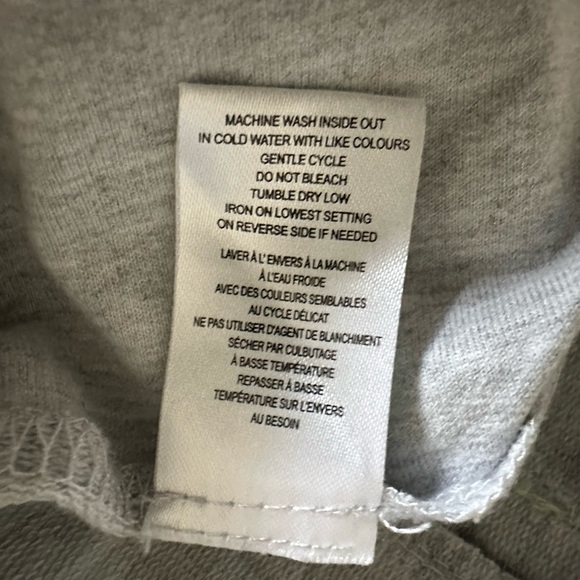 MACHINE WASH INSIDE OUT
IN COLD WATER WITH LIKE COLOURS
GENTLE CYCLE
DO NOT BLEACH
TUMBLE DRY LOW
IRON ON LOWEST SETTING
ON REVERSE SIDE IF NEEDED
LAVER À L' ENVERS À LA MACHINE
À L'EAU FROIDE
AVEC DES COULEURS SEMBLABLES
AU CYCLE DÉLICAT
NE PAS UTILISER D'AGENT DE BLANCHIMENT
SÉCHER PAR CULBUTAGE
À BASSE TEMPÉRATURE
REPASSER À BASSE
TEMPÉRATURE SUR L'ENVERS
AU BESOIN